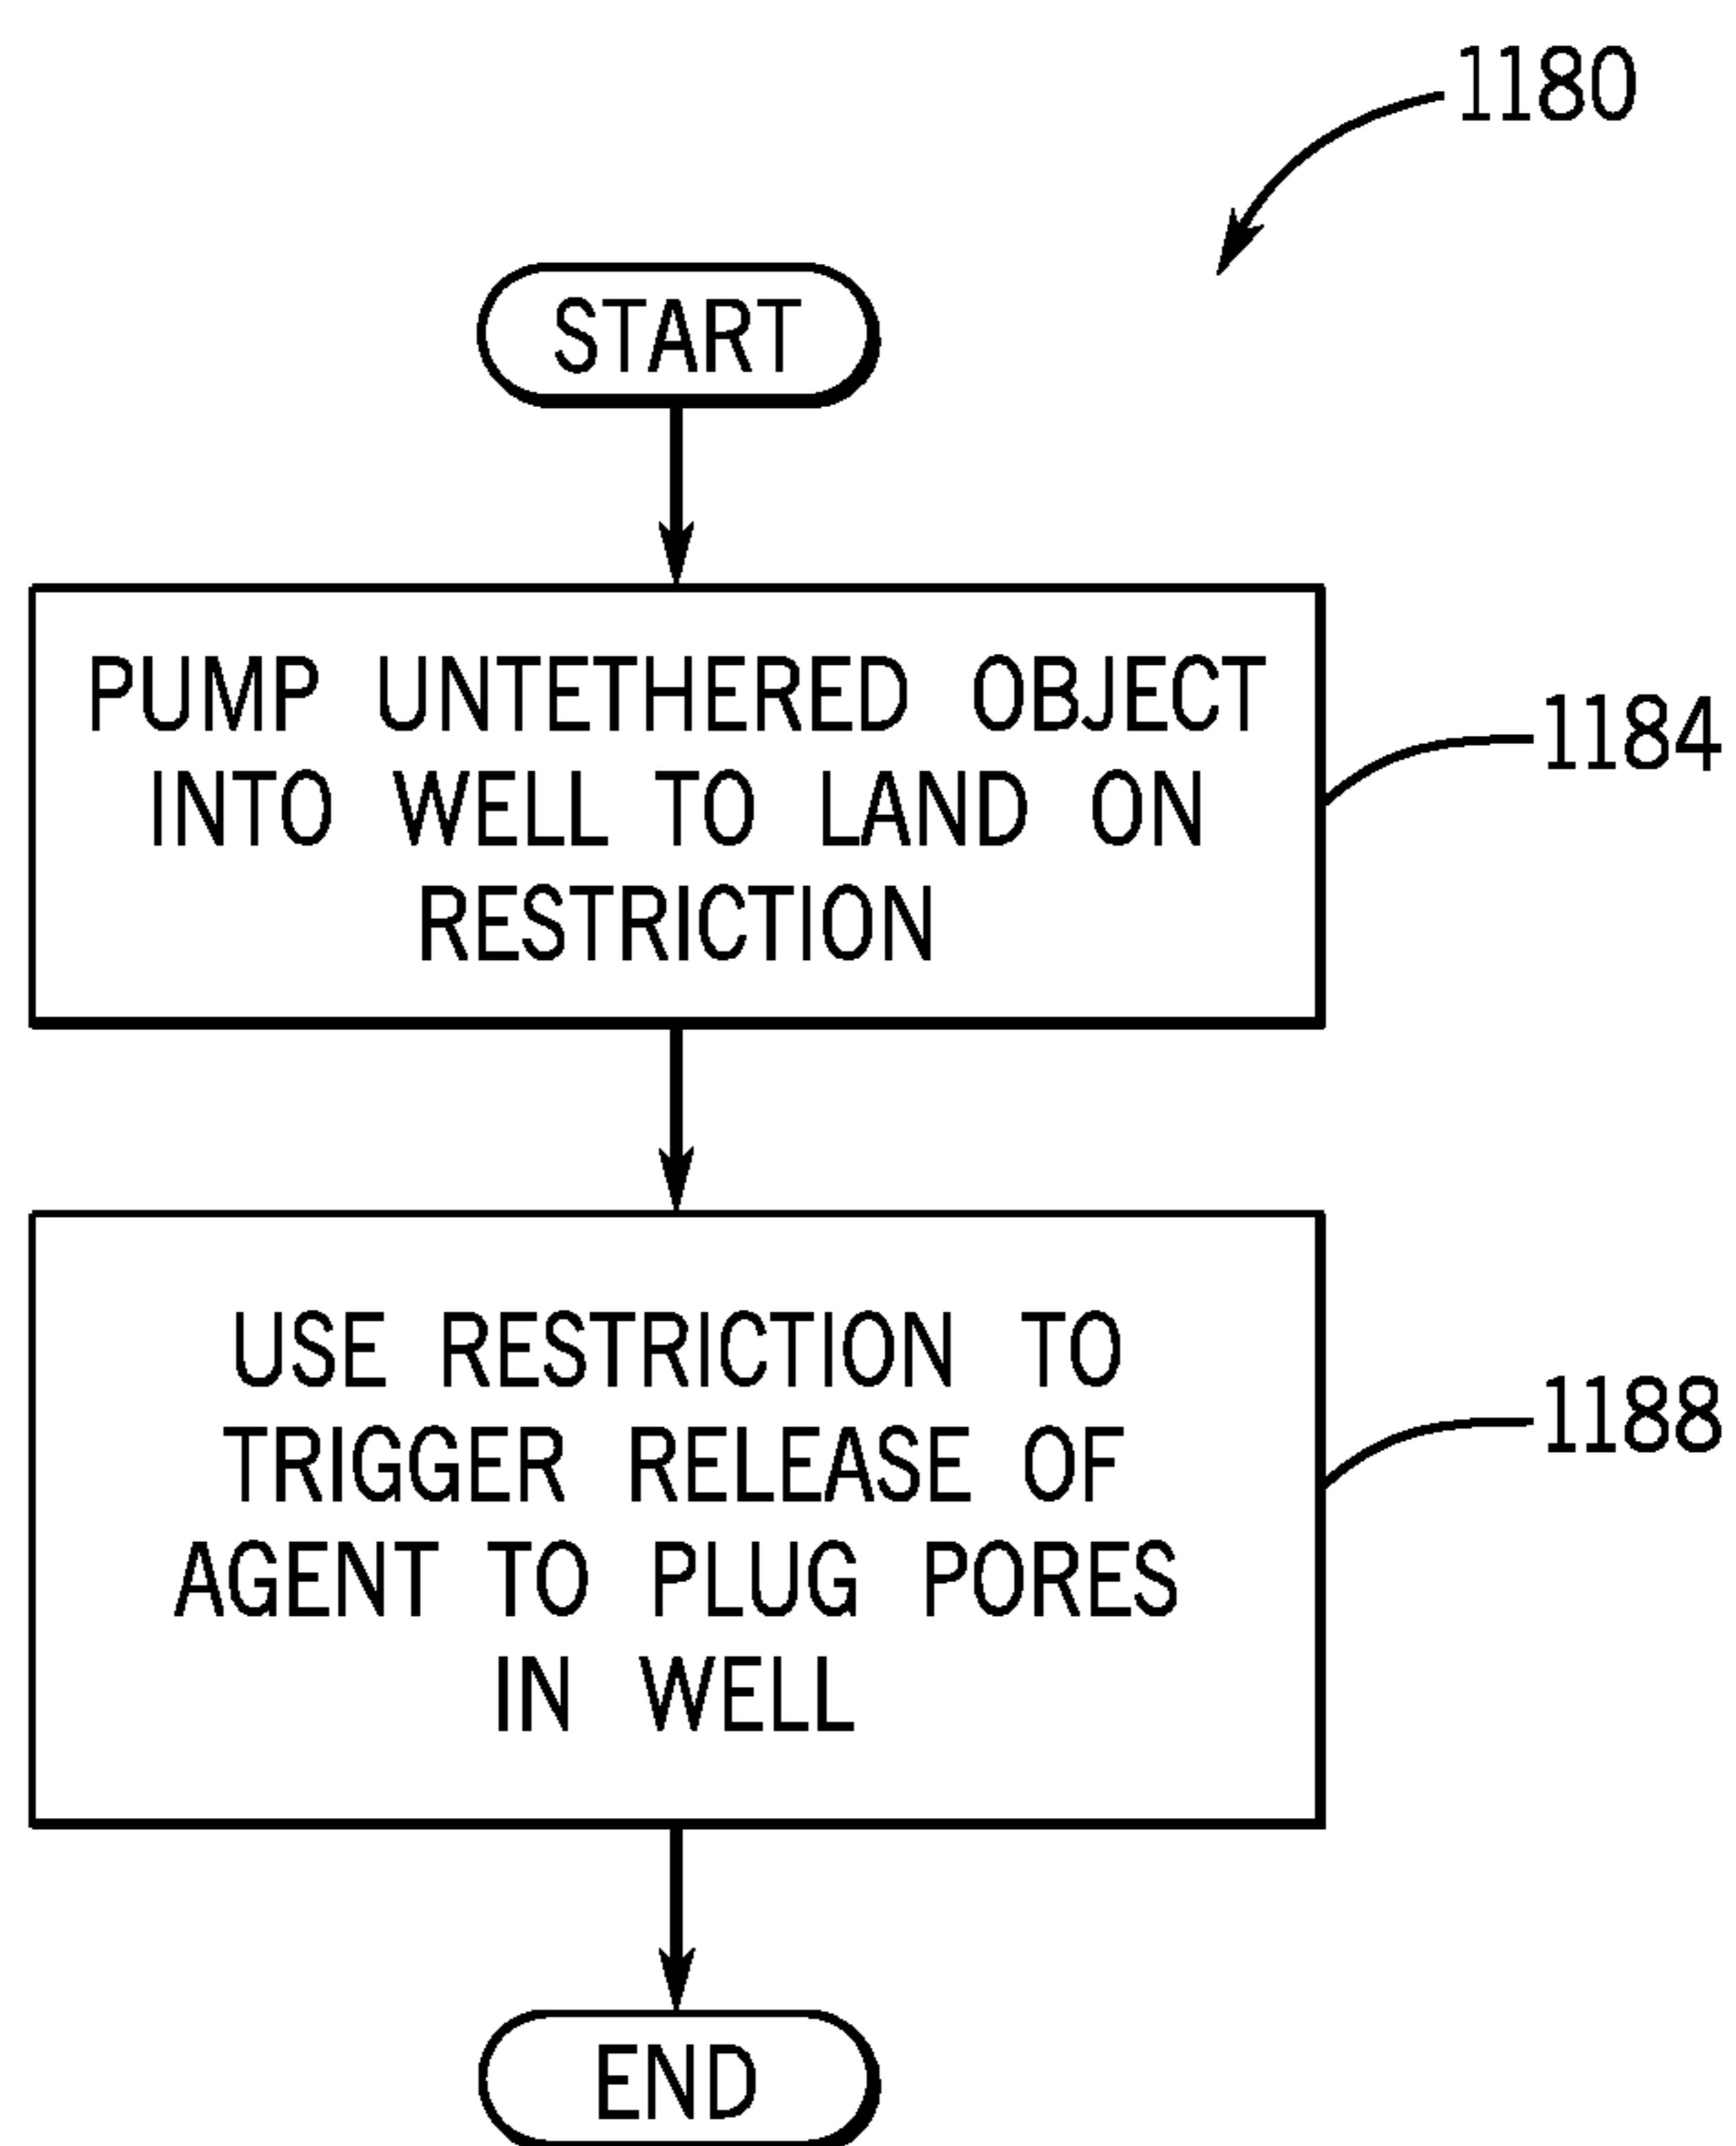 1180
START
PUMP UNTETHERED OBJECT
INTO WELL TO LAND ON
RESTRICTION
1184
USE RESTRICTION TO
TRIGGER RELEASE OF
AGENT TO PLUG PORES
IN WELL
1188
END